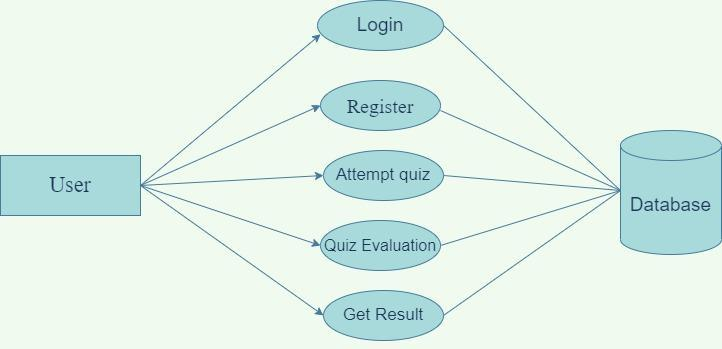 Login
Register
User
Attempt quiz
Database
Quiz Evaluation
Get Result